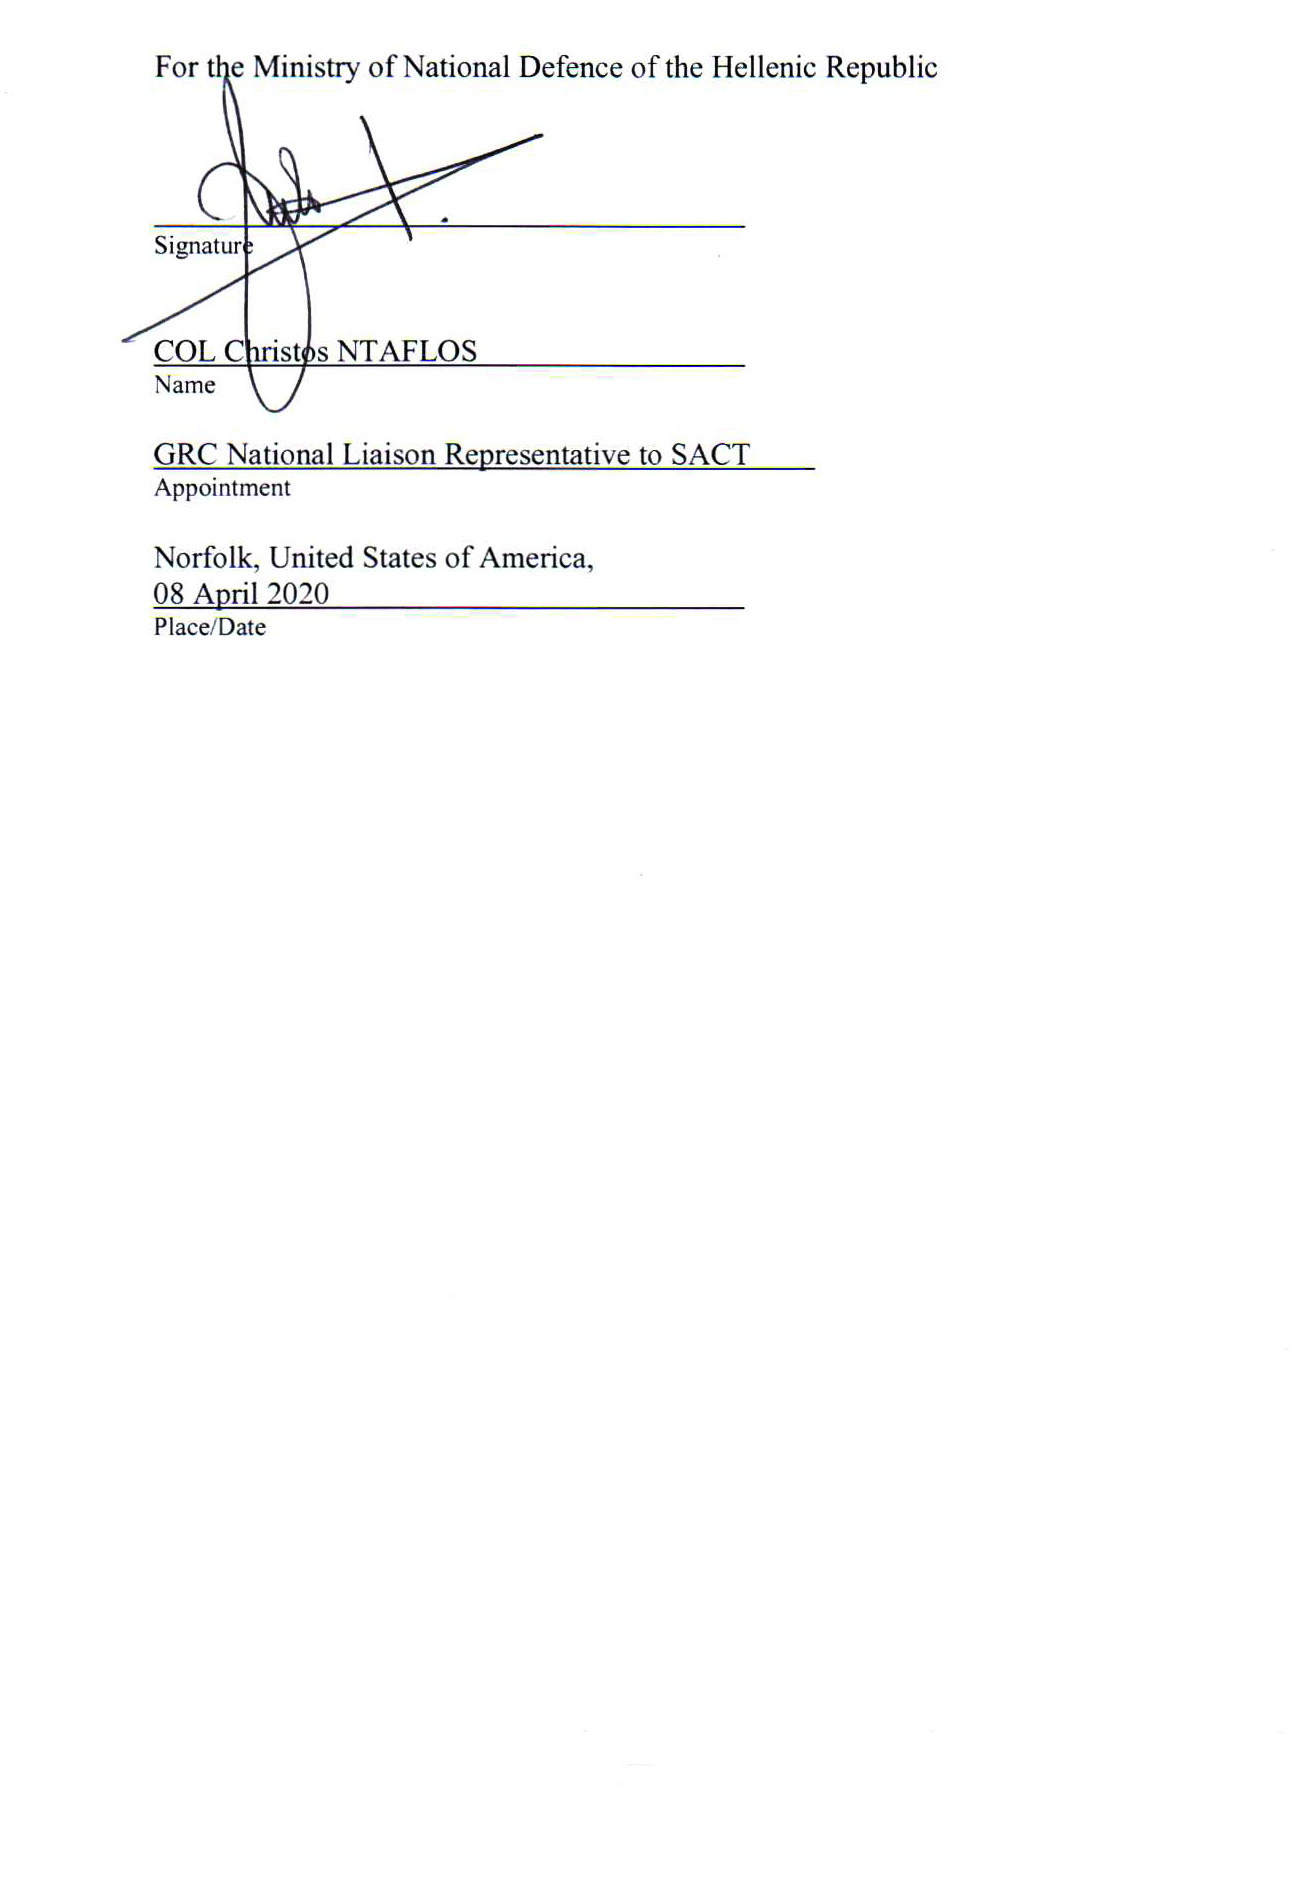 For the Ministry of National Defence of the Hellenic Republic
Signature
COL Christos NTAFLOS
Name
GRC National Liaison Representative to SACT
Appointment
Norfolk, United States of America,
08 April 2020
Place/Date